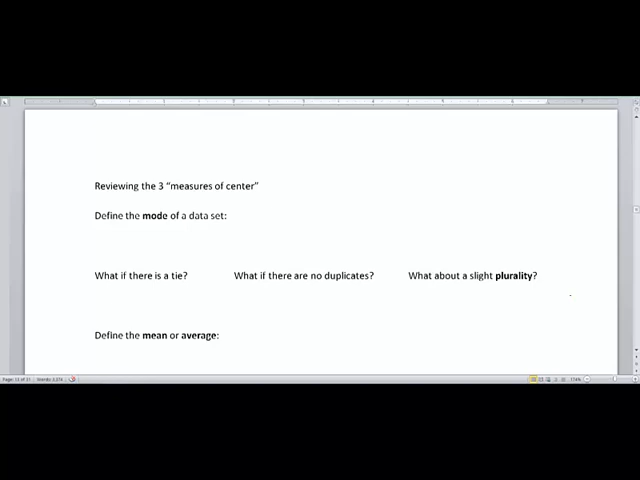 Reviewing the 3 “measures of center”
Define the mode of a data set:
What if there is a tie? What if there are no duplicates? What about a slight plurality?
Define the mean or average: